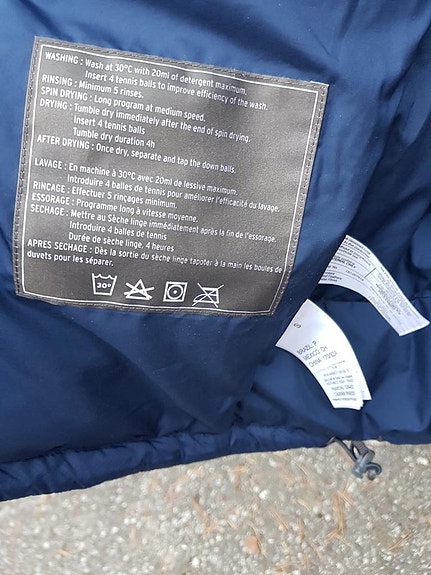 WASHING : Wash at 30°C with 20ml of detergent maximum.
Insert 4 tennis balls to improve efficiency of the wash.
RINSING : Minimum 5 rinses.
SPIN DRYING : Long program at medium speed.
DRYING : Tumble dry immediately after the end of spin drying.
Insert 4 tennis balls
Tumble dry duration 4h
AFTER DRYING : Once dry, separate and tap the down balls.
LAVAGE : En machine à 30°C avec 20ml de lessive maximum.
Introduire 4 balles de tennis pour améliorer l'efficacité du lavage.
RINCAGE : Effectuer 5 rinçages minimum.
ESSORAGE : Programme long à vitesse moyenne.
SECHAGE : Mettre au Sèche linge immédiatement après la fin de l'essorage.
Introduire 4 balles de tennis
Durée de sèche linge, 4 heures
APRES SECHAGE : Dès la sortie du sèche linge tapoter à la main les boules de
duvets pour les séparer.
30°
S
BRAZIL: P
MEXICO: CH